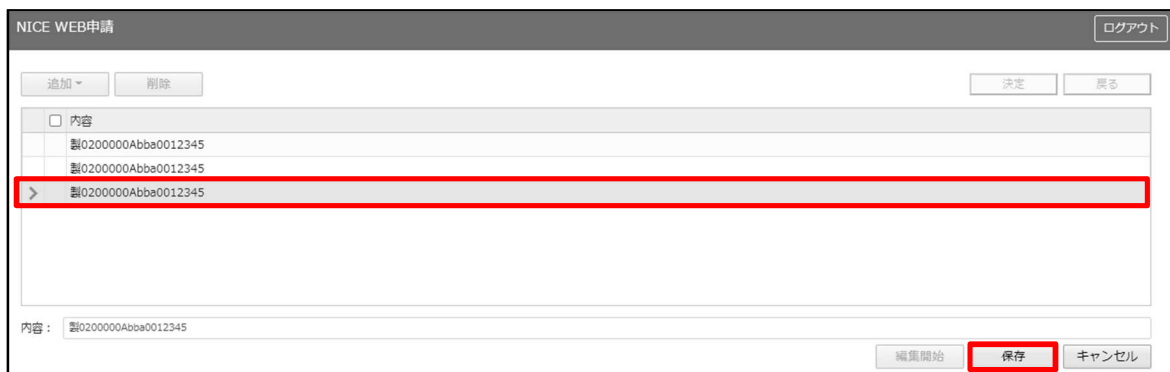 NICE WEB申請 ログアウト
追加 削除 決定 戻る
内容
製0200000Abba0012345
製0200000Abba0012345
製0200000Abba0012345
内容： 製0200000Abba0012345
編集開始 保存 キャンセル